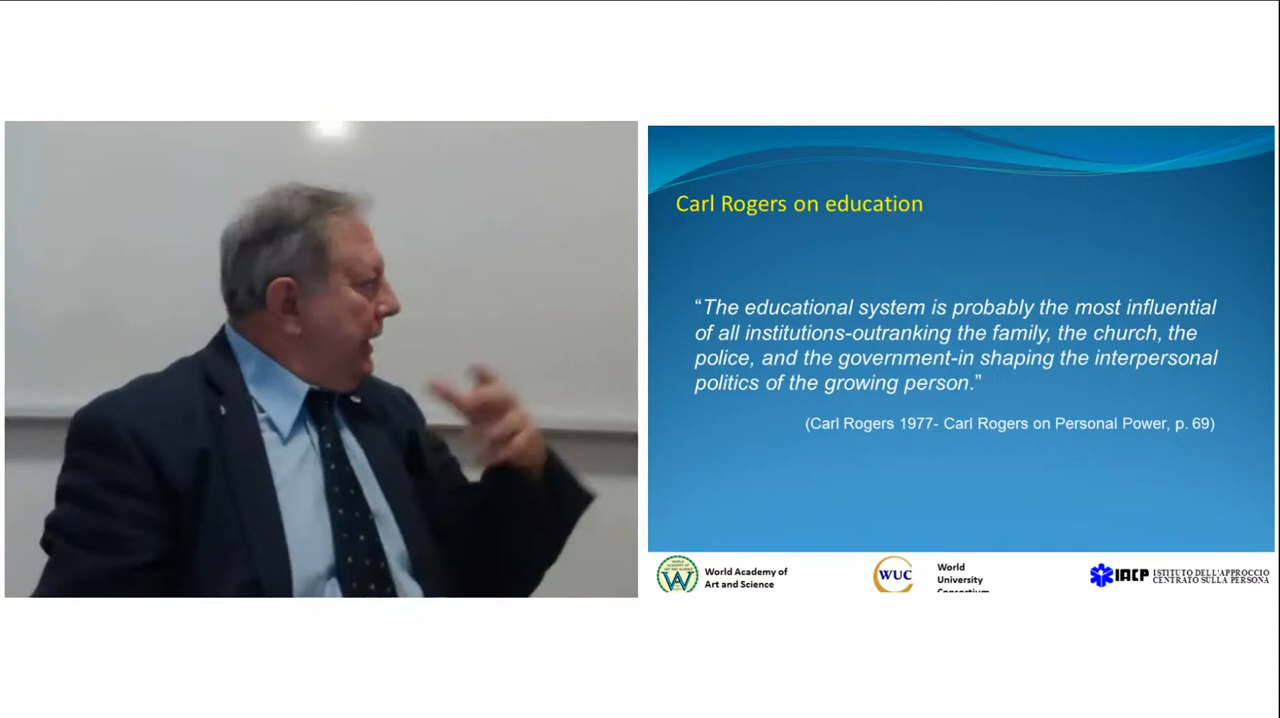 Carl Rogers on education
“The educational system is probably the most influential
of all institutions-outranking the family, the church, the
police, and the government-in shaping the interpersonal
politics of the growing person.”
(Carl Rogers 1977- Carl Rogers on Personal Power, p. 69)
World Academy of
Art and Science
WUC
World
University
Consortium
IACP
ISTITUTO DELL'APPROCCIO
CENTRATO SULLA PERSONA